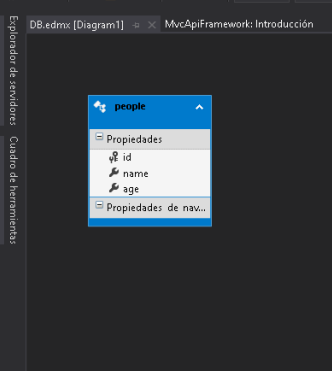 DB.edmx [Diagram1]
MvcApiFramework: Introducción
Explorador de servidores
Cuadro de herramientas
people
Propiedades
id
name
age
Propiedades de nav...